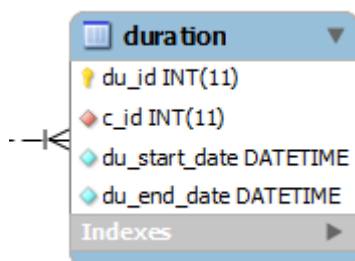 duration
du_id INT(11)
c_id INT(11)
du_start_date DATETIME
du_end_date DATETIME
Indexes